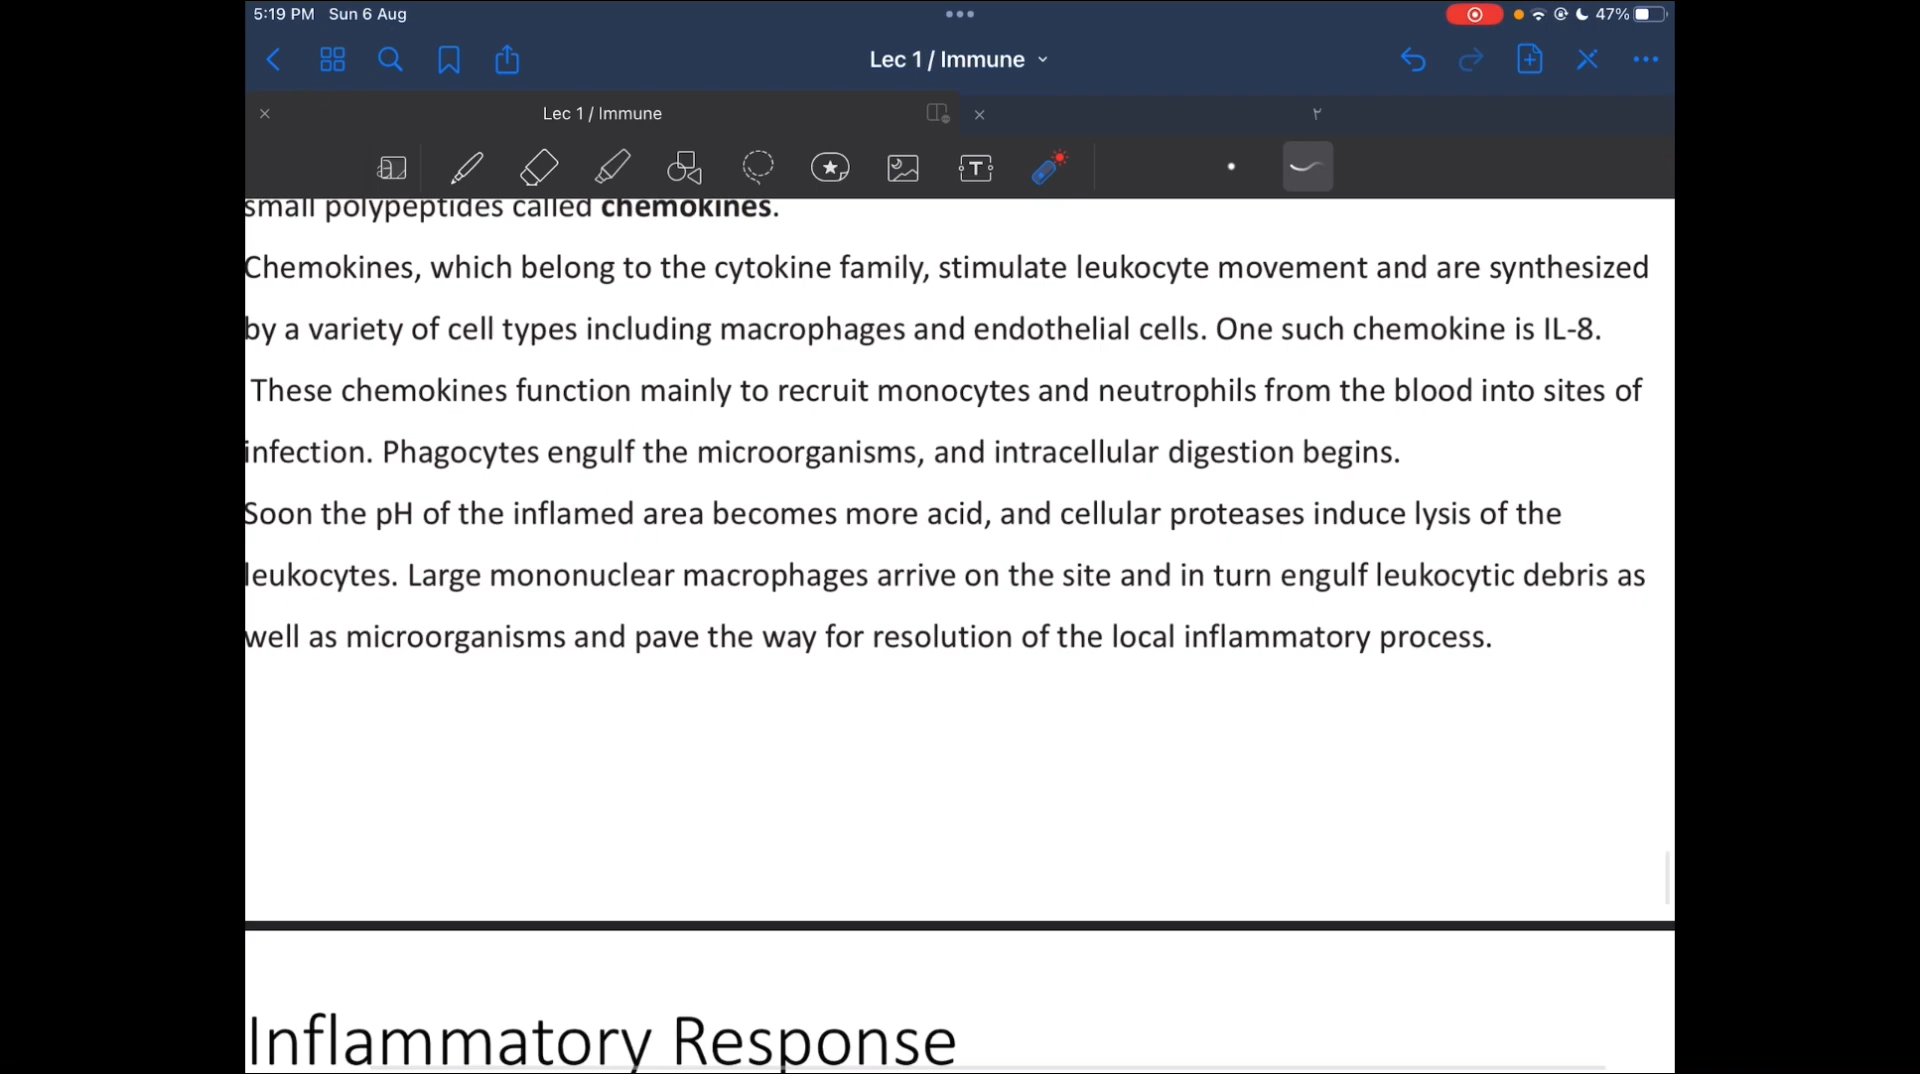 5:19 PM Sun 6 Aug
47%
Lec 1 / Immune
Lec 1 / Immune
٢
small polypeptides called chemokines.
Chemokines, which belong to the cytokine family, stimulate leukocyte movement and are synthesized
by a variety of cell types including macrophages and endothelial cells. One such chemokine is IL-8.
These chemokines function mainly to recruit monocytes and neutrophils from the blood into sites of
infection. Phagocytes engulf the microorganisms, and intracellular digestion begins.
Soon the pH of the inflamed area becomes more acid, and cellular proteases induce lysis of the
leukocytes. Large mononuclear macrophages arrive on the site and in turn engulf leukocytic debris as
well as microorganisms and pave the way for resolution of the local inflammatory process.
Inflammatory Response